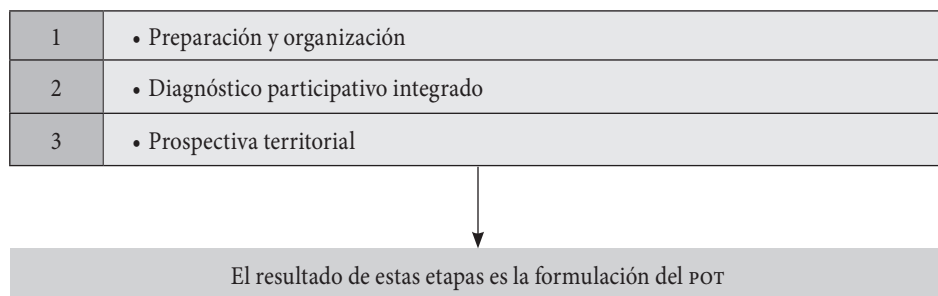 1 • Preparación y organización
2 • Diagnóstico participativo integrado
3 • Prospectiva territorial
El resultado de estas etapas es la formulación del POT